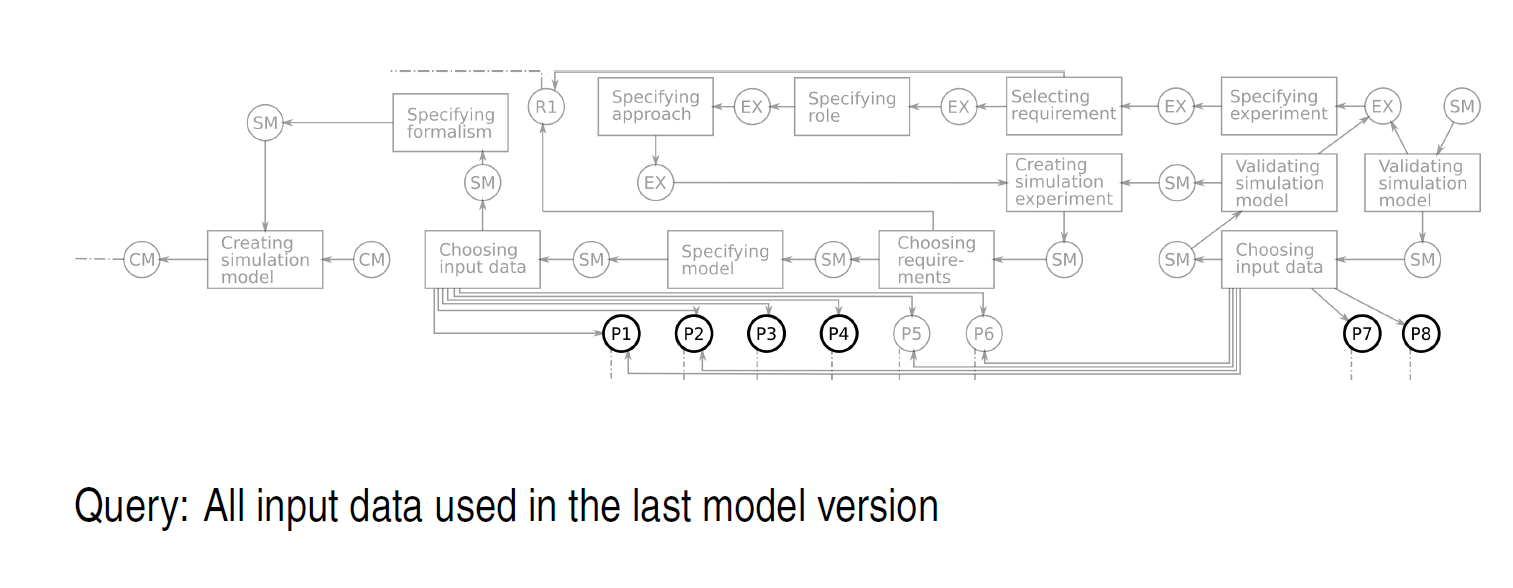 R1
Specifying
approach
EX
Specifying
role
EX
Selecting
requirement
EX
Specifying
experiment
EX
SM
SM
Specifying
formalism
SM
EX
Creating
simulation
experiment
SM
Validating
simulation
model
Validating
simulation
model
CM
Creating
simulation
model
CM
Choosing
input data
SM
Specifying
model
SM
Choosing
require-
ments
SM
SM
Choosing
input data
SM
P1
P2
P3
P4
P5
P6
P7
P8
Query: All input data used in the last model version